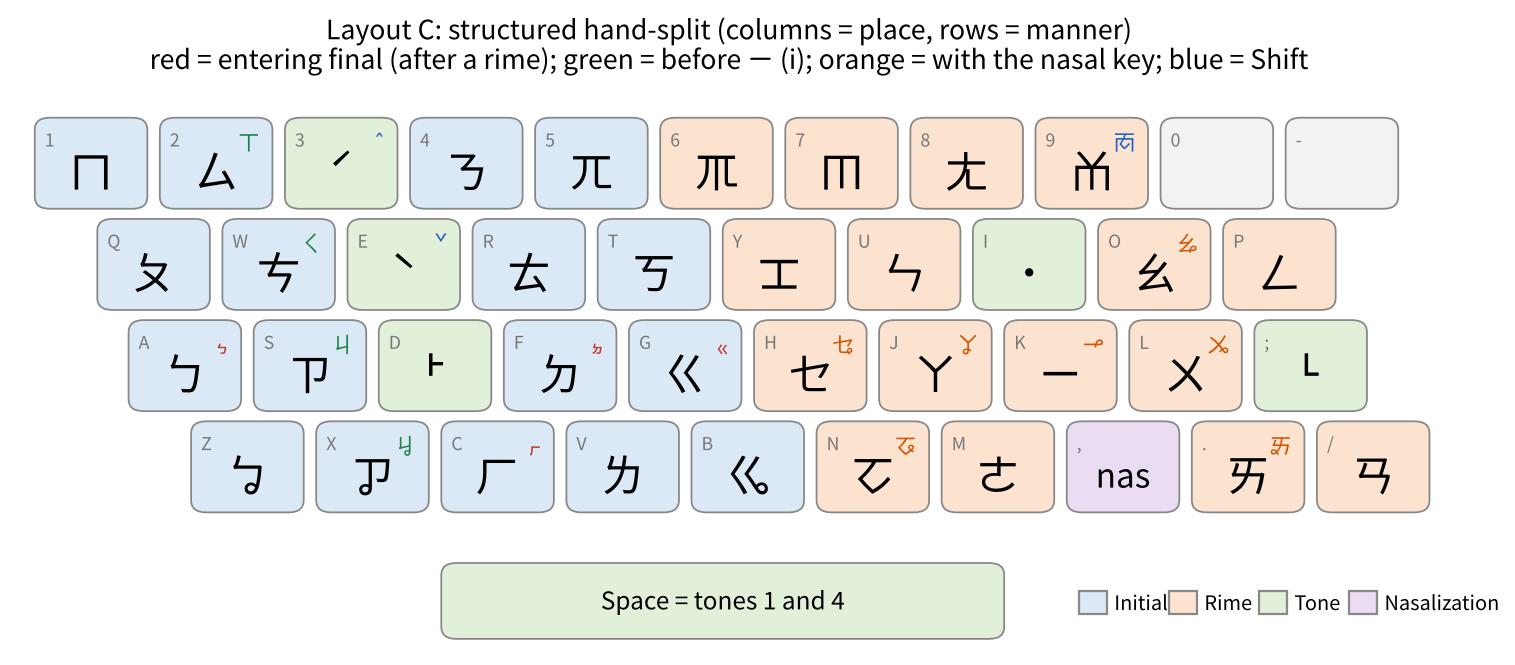 Layout C: structured hand-split (columns = place, rows = manner)
red = entering final (after a rime); green = before ㄧ (i); orange = with the nasal key; blue = Shift
1 ㄇ 2 ㄙ ㄒ 3 ˊ ˆ 4 ㄋ 5 ㄫ 6 ㆭ 7 ㆬ 8 ㄤ 9 ㆲ ㆱ 0 -
Q ㄆ W ㄘ ㄑ E ˋ ˇ R ㄊ T ㄎ Y ㆤ U ㄣ I ˙ O ㄠ ㆯ P ㄥ
A ㄅ ㆴ S ㄗ ㄐ D ˫ F ㄉ ㆵ G ㄍ ㆶ H ㄝ ㆥ J ㄚ ㆩ K ㄧ ㆪ L ㄨ ㆫ ; ˪
Z ㆠ X ㆡ ㆢ C ㄏ ㆷ V ㄌ B ㆣ N ㆦ ㆧ M ㄜ , nas . ㄞ ㆮ / ㄢ
Space = tones 1 and 4
Initial Rime Tone Nasalization